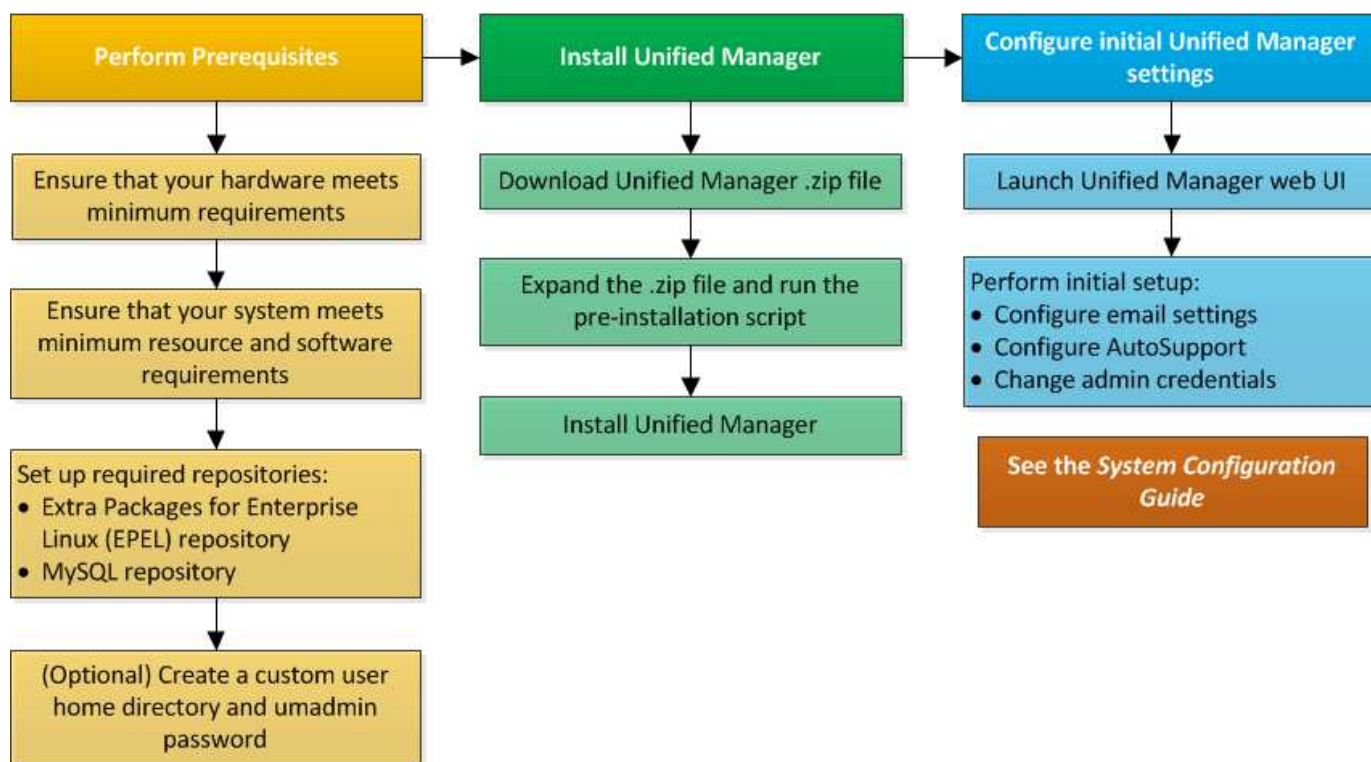 Perform Prerequisites
Ensure that your hardware meets
minimum requirements
Ensure that your system meets
minimum resource and software
requirements
Set up required repositories:
• Extra Packages for Enterprise
Linux (EPEL) repository
• MySQL repository
(Optional) Create a custom user
home directory and umadmin
password
Install Unified Manager
Download Unified Manager .zip file
Expand the .zip file and run the
pre-installation script
Install Unified Manager
Configure initial Unified Manager
settings
Launch Unified Manager web UI
Perform initial setup:
• Configure email settings
• Configure AutoSupport
• Change admin credentials
See the System Configuration
Guide